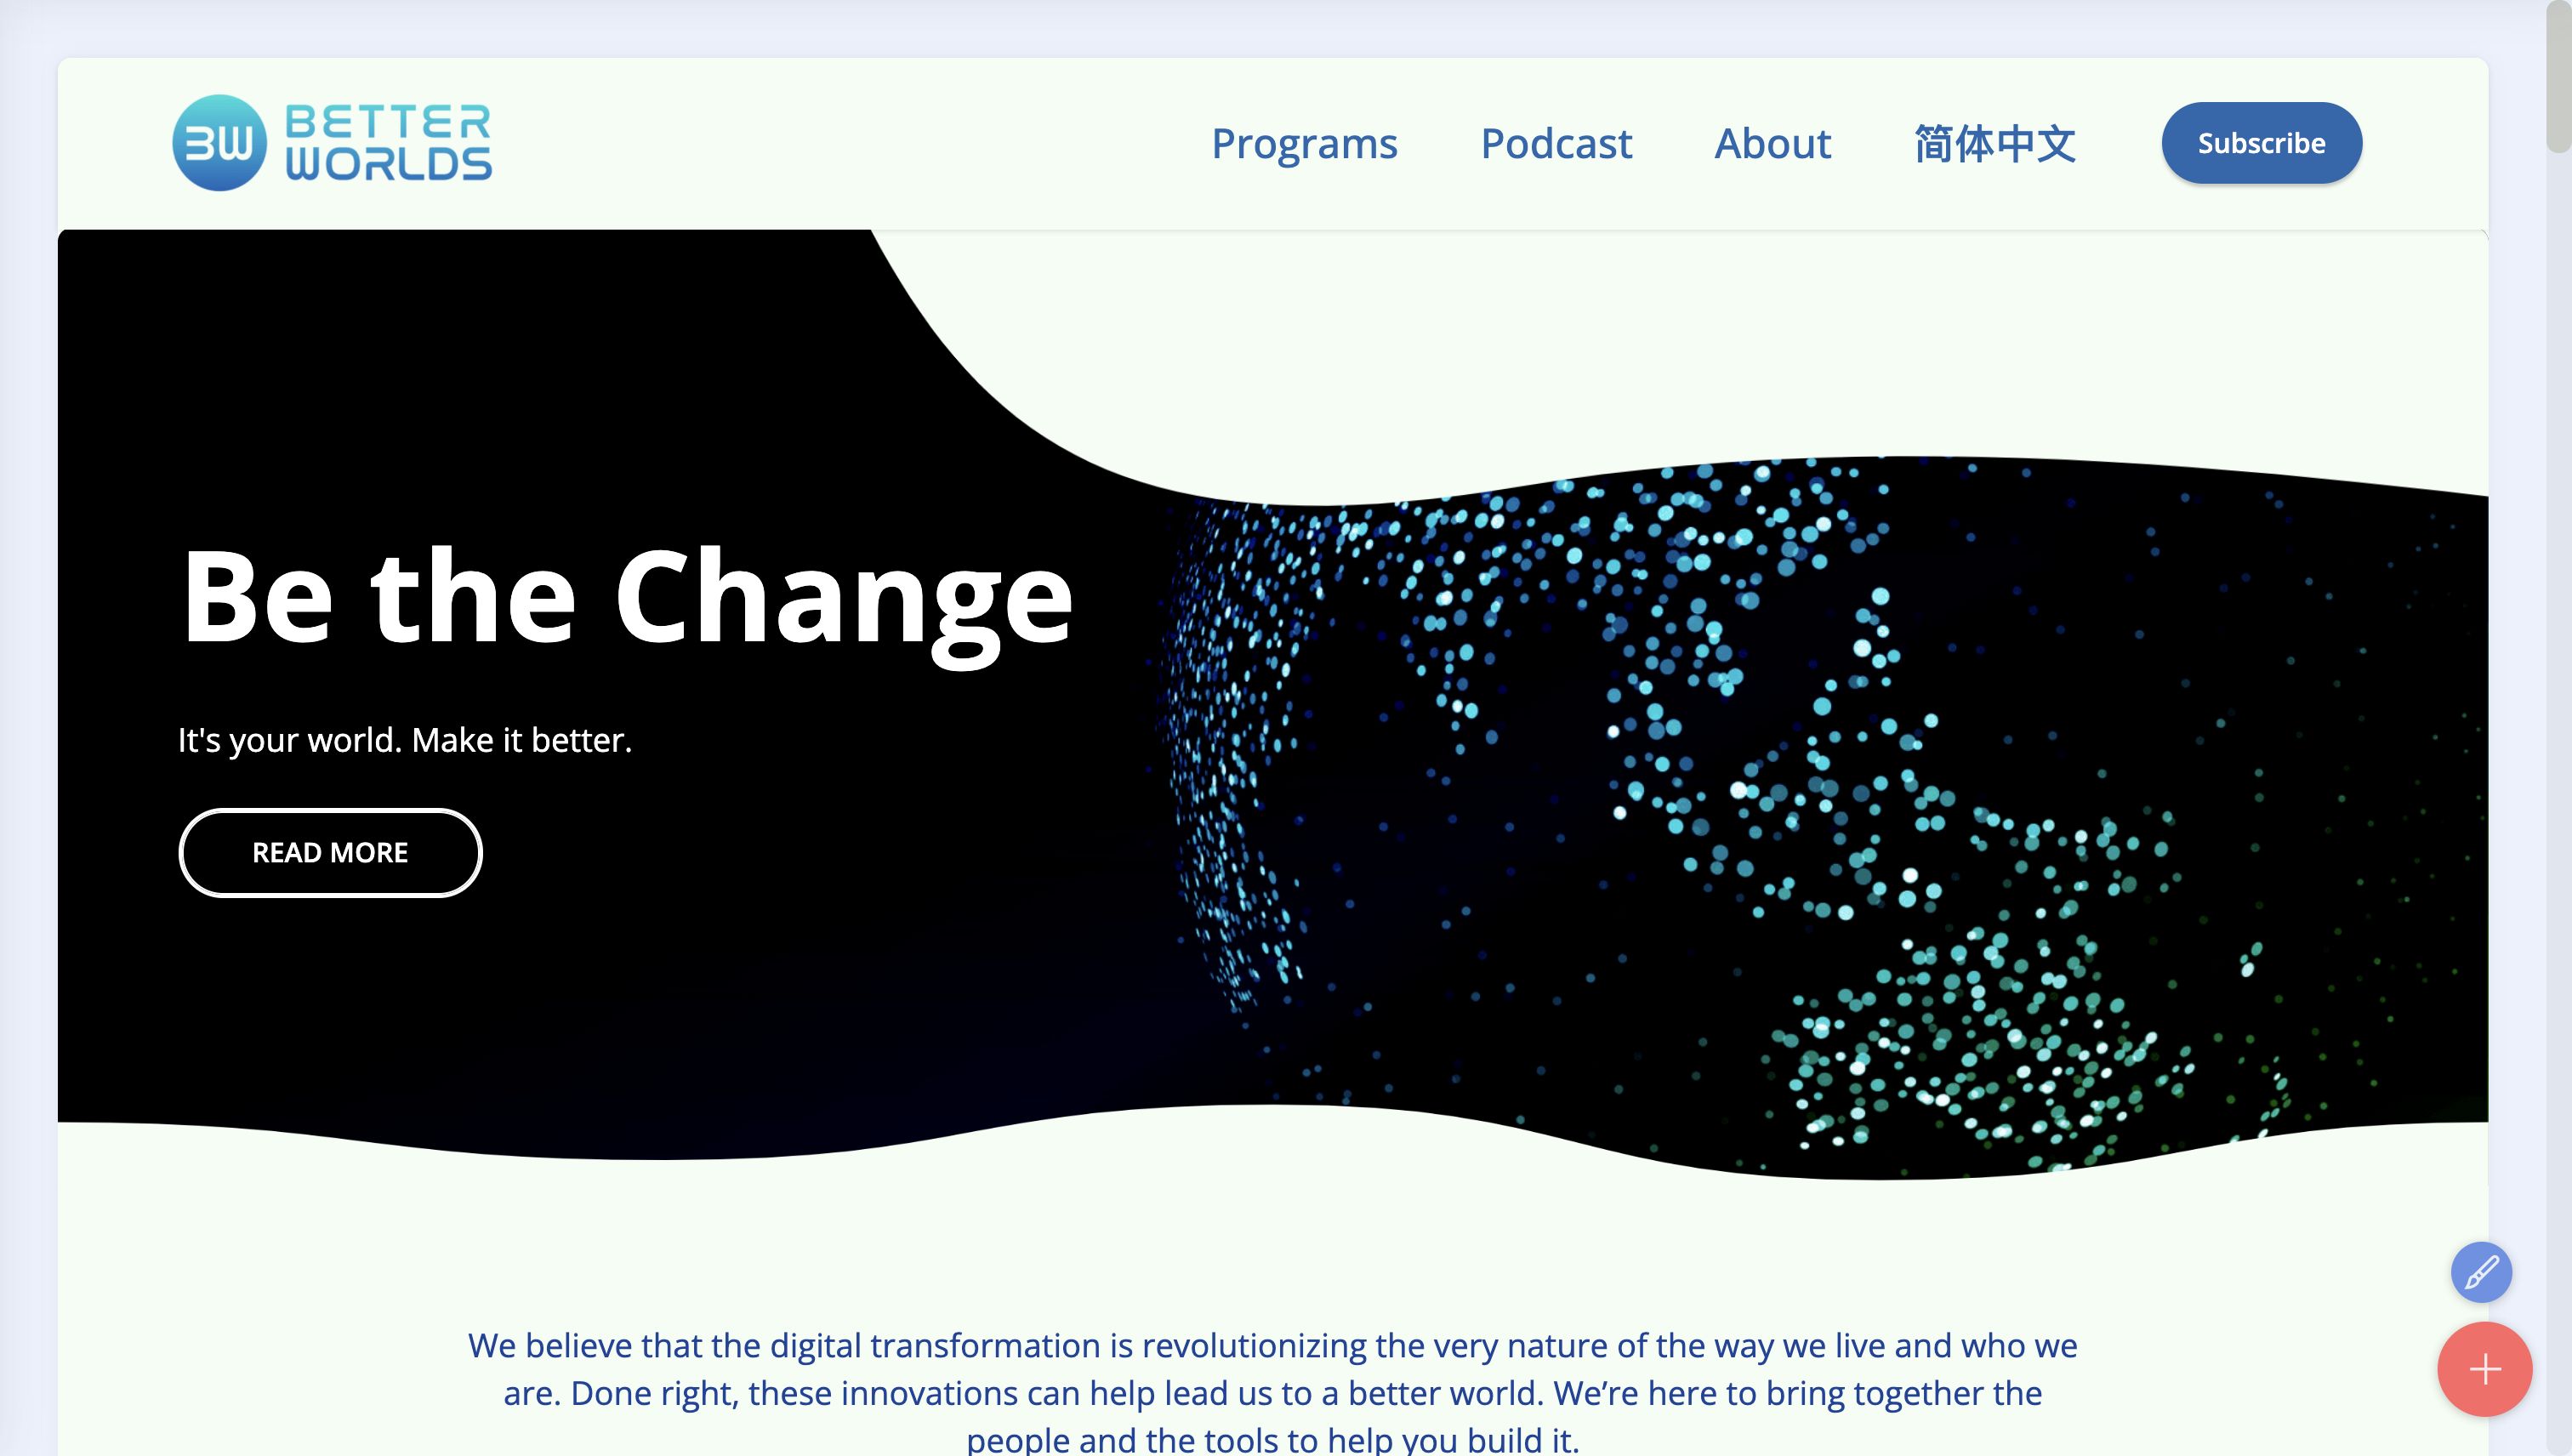 BW
BETTER
WORLDS
Programs
Podcast
About
简体中文
Subscribe
Be the Change
It's your world. Make it better.
READ MORE
We believe that the digital transformation is revolutionizing the very nature of the way we live and who we
are. Done right, these innovations can help lead us to a better world. We’re here to bring together the
people and the tools to help you build it.